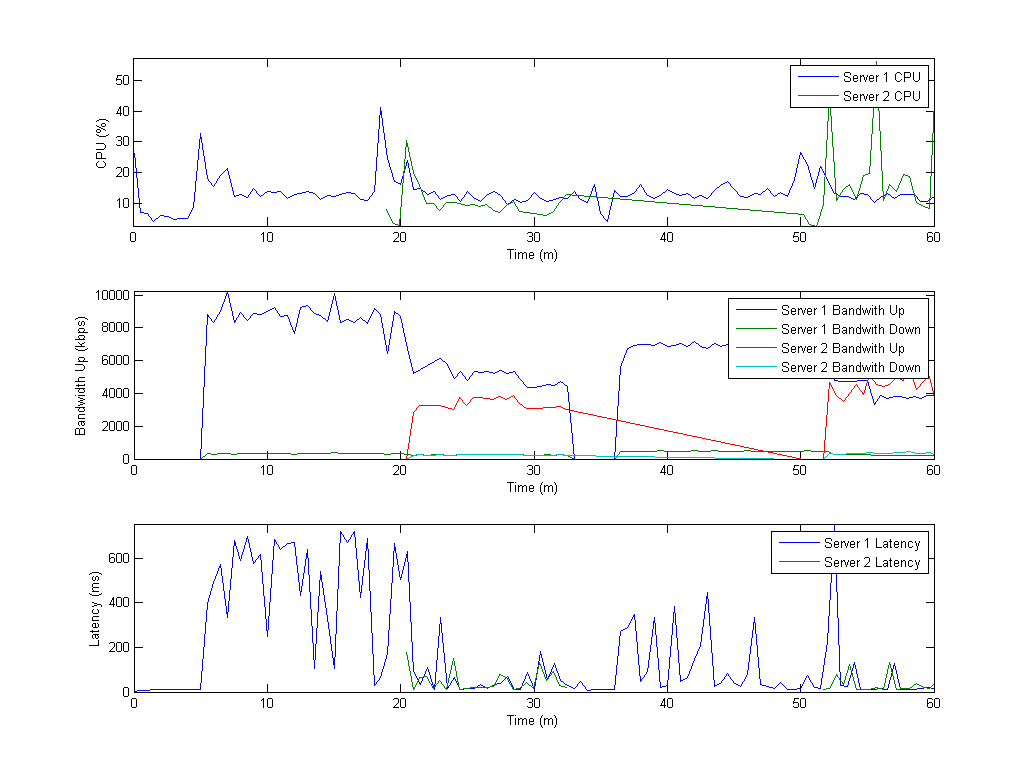 50
40
30
20
10
CPU (%)
Server 1 CPU
Server 2 CPU
0 10 20 30 40 50 60
Time (m)
10000
8000
6000
4000
2000
0
Bandwidth Up (kbps)
Server 1 Bandwith Up
Server 1 Bandwith Down
Server 2 Bandwith Up
Server 2 Bandwith Down
0 10 20 30 40 50 60
Time (m)
600
400
200
0
Latency (ms)
Server 1 Latency
Server 2 Latency
0 10 20 30 40 50 60
Time (m)